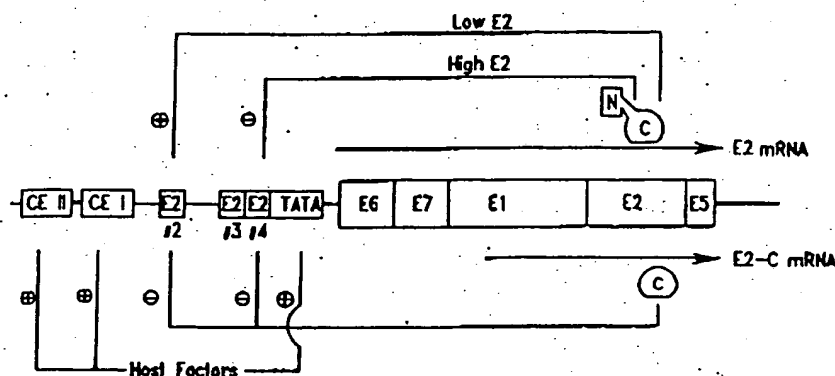 Low E2
High E2
⊕
⊖
N
C
E2 mRNA
CE II
CE I
E2
E2
E2
TATA
E6
E7
E1
E2
E5
#2
#3
#4
E2-C mRNA
C
⊕
⊕
⊖
⊖
⊕
Host Factors